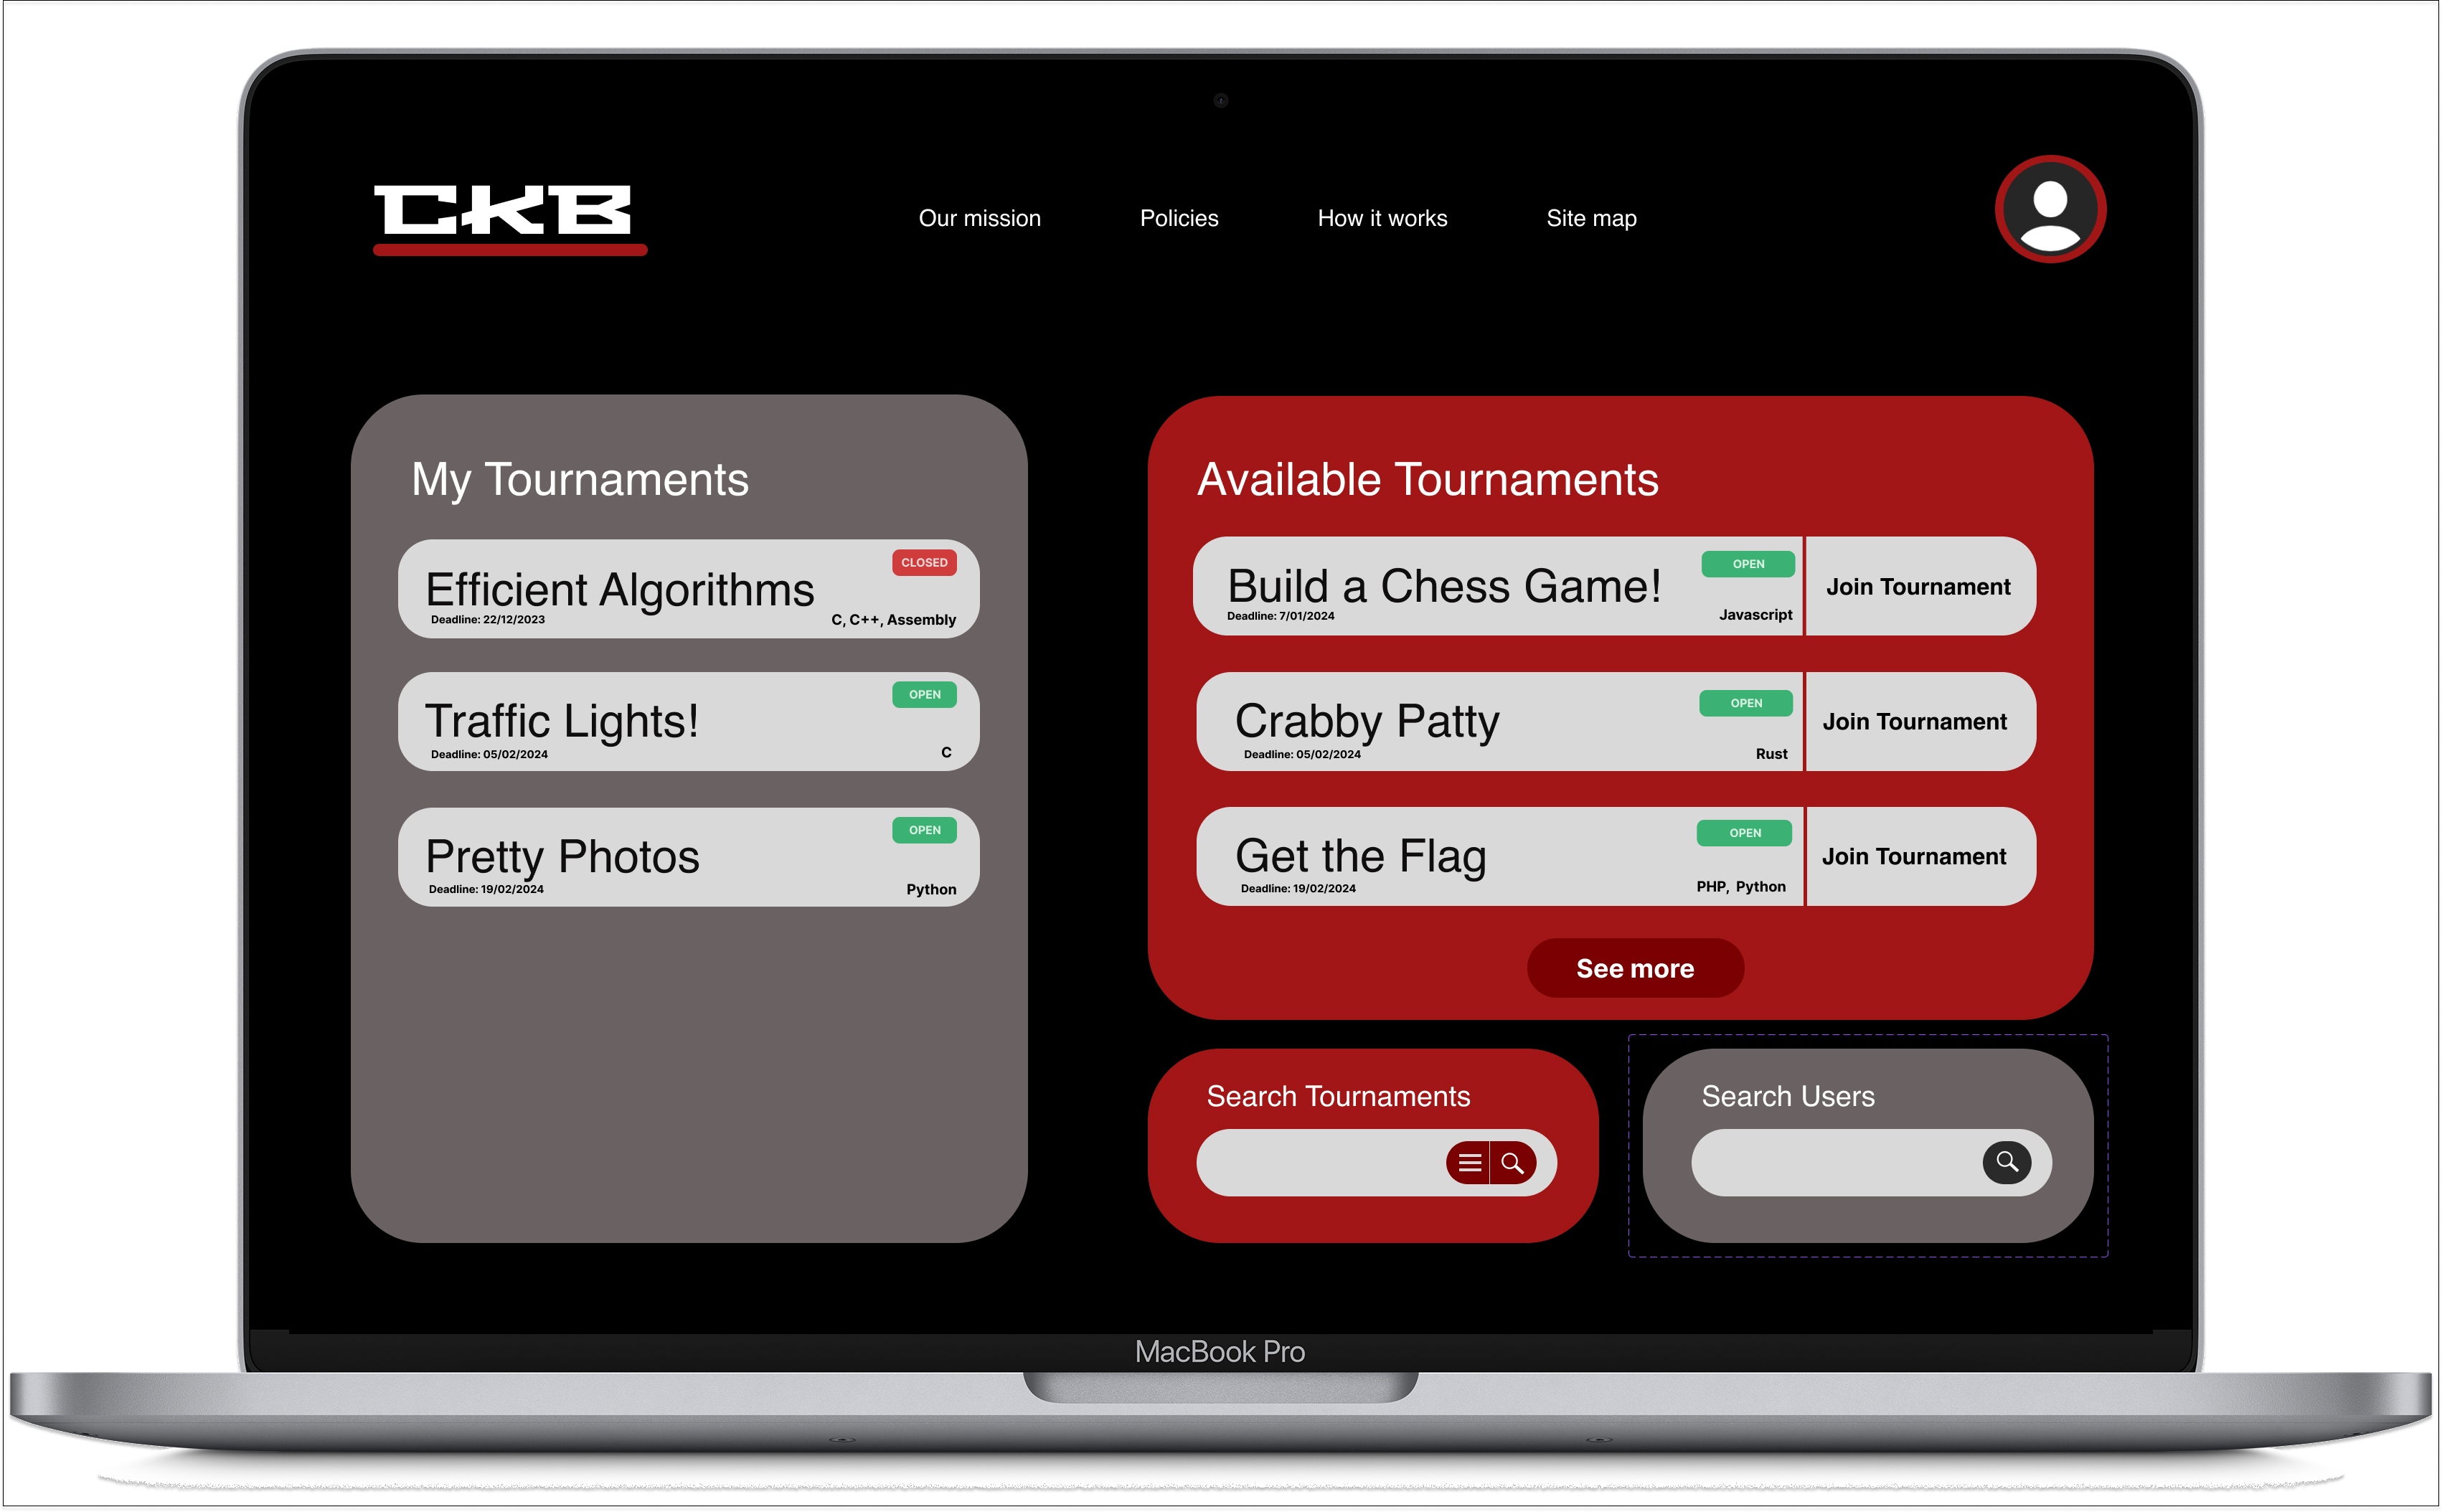 CKB
Our mission Policies How it works Site map
My Tournaments
CLOSED
Efficient Algorithms
Deadline: 22/12/2023
C, C++, Assembly
OPEN
Traffic Lights!
Deadline: 05/02/2024
C
OPEN
Pretty Photos
Deadline: 19/02/2024
Python
Available Tournaments
OPEN
Build a Chess Game!
Join Tournament
Deadline: 7/01/2024
Javascript
OPEN
Crabby Patty
Join Tournament
Deadline: 05/02/2024
Rust
OPEN
Get the Flag
Join Tournament
Deadline: 19/02/2024
PHP, Python
See more
Search Tournaments
Search Users
MacBook Pro